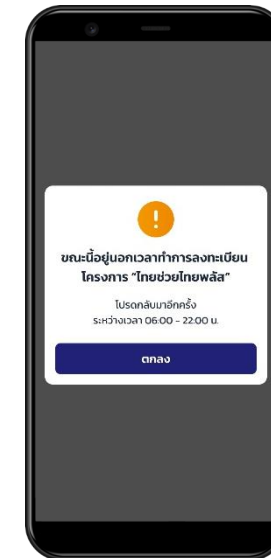 !
ขณะนี้อยู่นอกเวลาทำการลงทะเบียน
โครงการ “ไทยช่วยไทยพลัส”
โปรดกลับมาอีกครั้ง
ระหว่างเวลา 06:00 - 22:00 น.
ตกลง